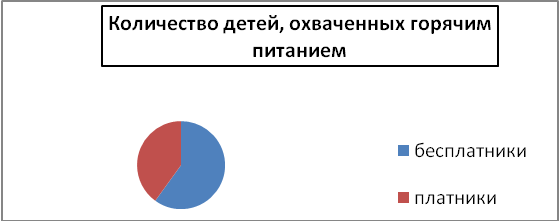 Количество детей, охваченных горячим
питанием
бесплатники
платники